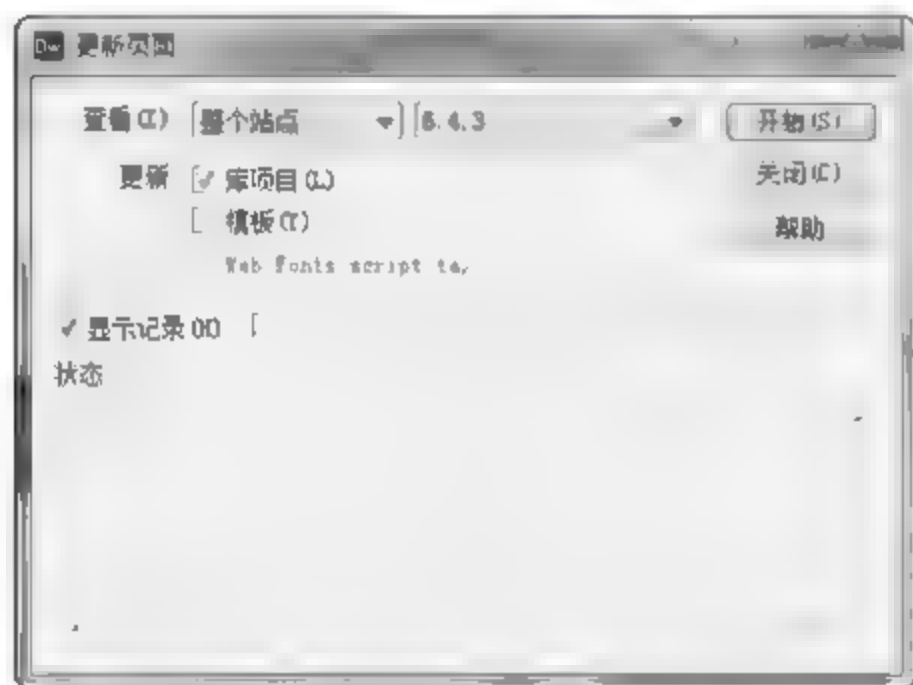 Dw 更新页面
查看(I) 整个站点 6.4.3 开始(S)
更新 库项目(L) 关闭(C)
模板(T) 帮助
Web Fonts script ta,
显示记录(H)
状态